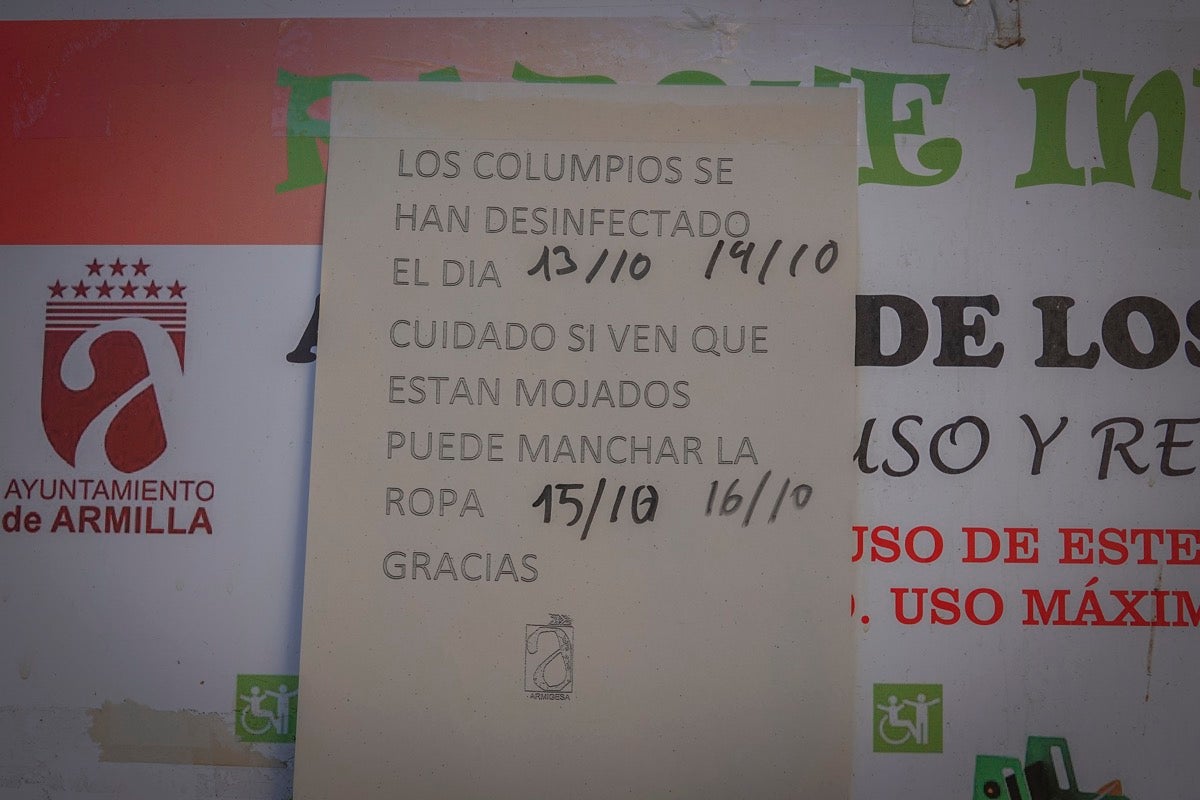 LOS COLUMPIOS SE
HAN DESINFECTADO
EL DIA 13/10 14/10
CUIDADO SI VEN QUE
ESTAN MOJADOS
PUEDE MANCHAR LA
ROPA 15/10 16/10
GRACIAS
ARMIGESA
AYUNTAMIENTO
de ARMILLA
DE LOS
USO Y RE
USO DE ESTE
. USO MÁXIM